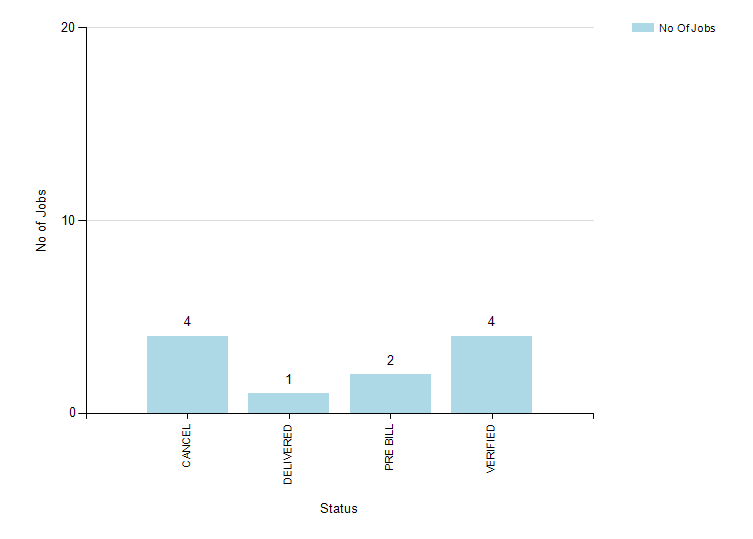 20
No Of Jobs
No of Jobs
10
4
1
2
4
0
CANCEL
DELIVERED
PRE BILL
VERIFIED
Status